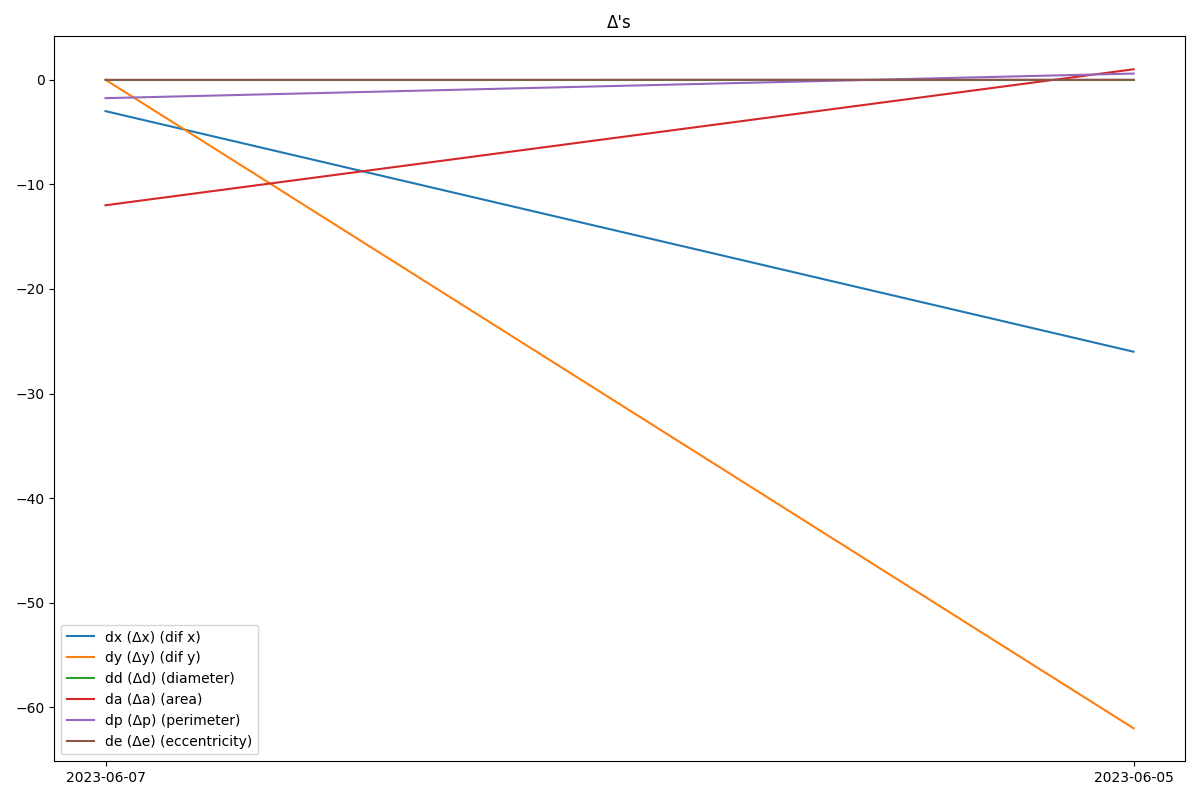 Δ's
0
−10
−20
−30
−40
−50
−60
dx (Δx) (dif x)
dy (Δy) (dif y)
dd (Δd) (diameter)
da (Δa) (area)
dp (Δp) (perimeter)
de (Δe) (eccentricity)
2023-06-07 2023-06-05